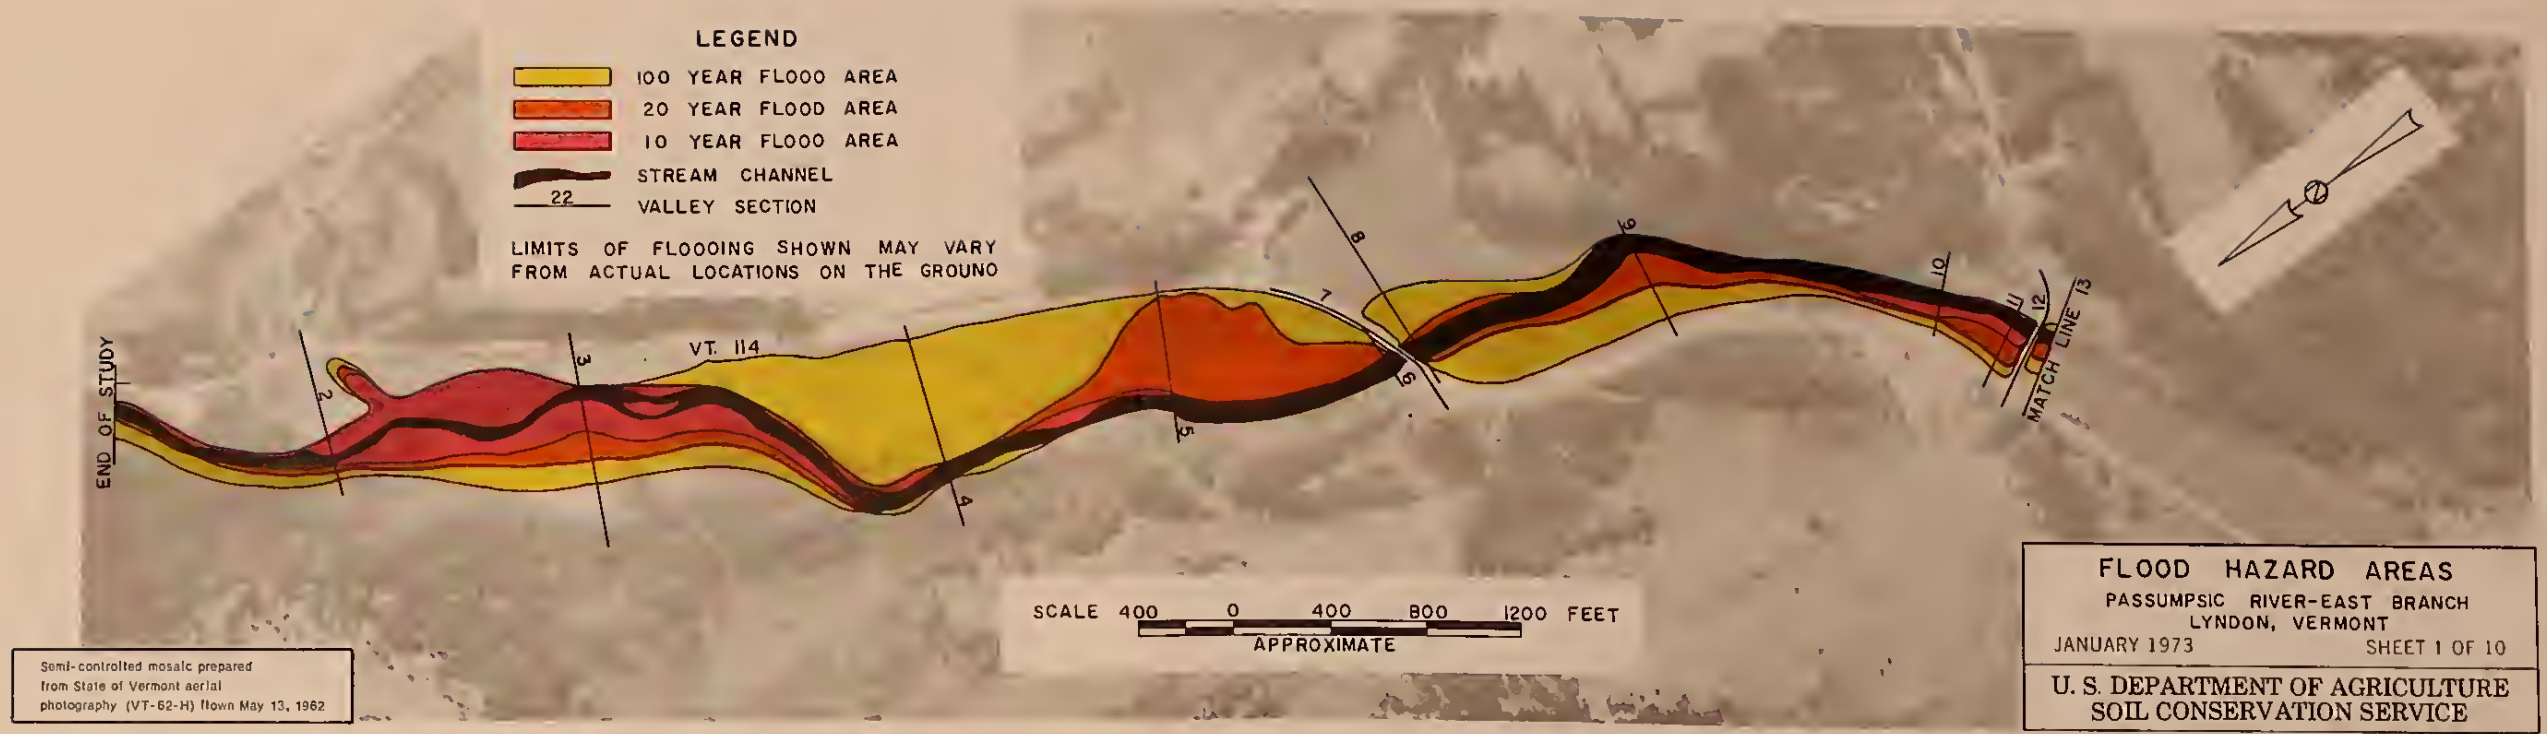 LEGEND
100 YEAR FLOOO AREA
20 YEAR FLOOD AREA
10 YEAR FLOOO AREA
STREAM CHANNEL
22
VALLEY SECTION
LIMITS OF FLOOOING SHOWN MAY VARY
FROM ACTUAL LOCATIONS ON THE GROUNO
END OF STUDY
2
3
VT. 114
4
5
6
7
8
9
10
11
12
13
MATCH LINE
SCALE 400 0 400 800 1200 FEET
APPROXIMATE
Semi-controlled mosaic prepared
from State of Vermont aerial
photography (VT-62-H) flown May 13, 1962
FLOOD HAZARD AREAS
PASSUMPSIC RIVER-EAST BRANCH
LYNDON, VERMONT
JANUARY 1973 SHEET 1 OF 10
U. S. DEPARTMENT OF AGRICULTURE
SOIL CONSERVATION SERVICE